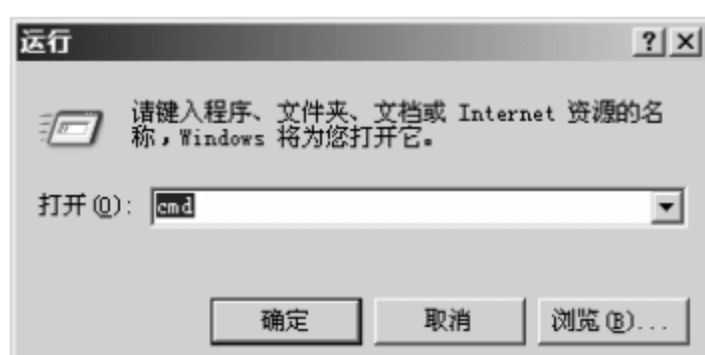 运行
请键入程序、文件夹、文档或 Internet 资源的名
称，Windows 将为您打开它。
打开(O): cmd
确定 取消 浏览(B)...